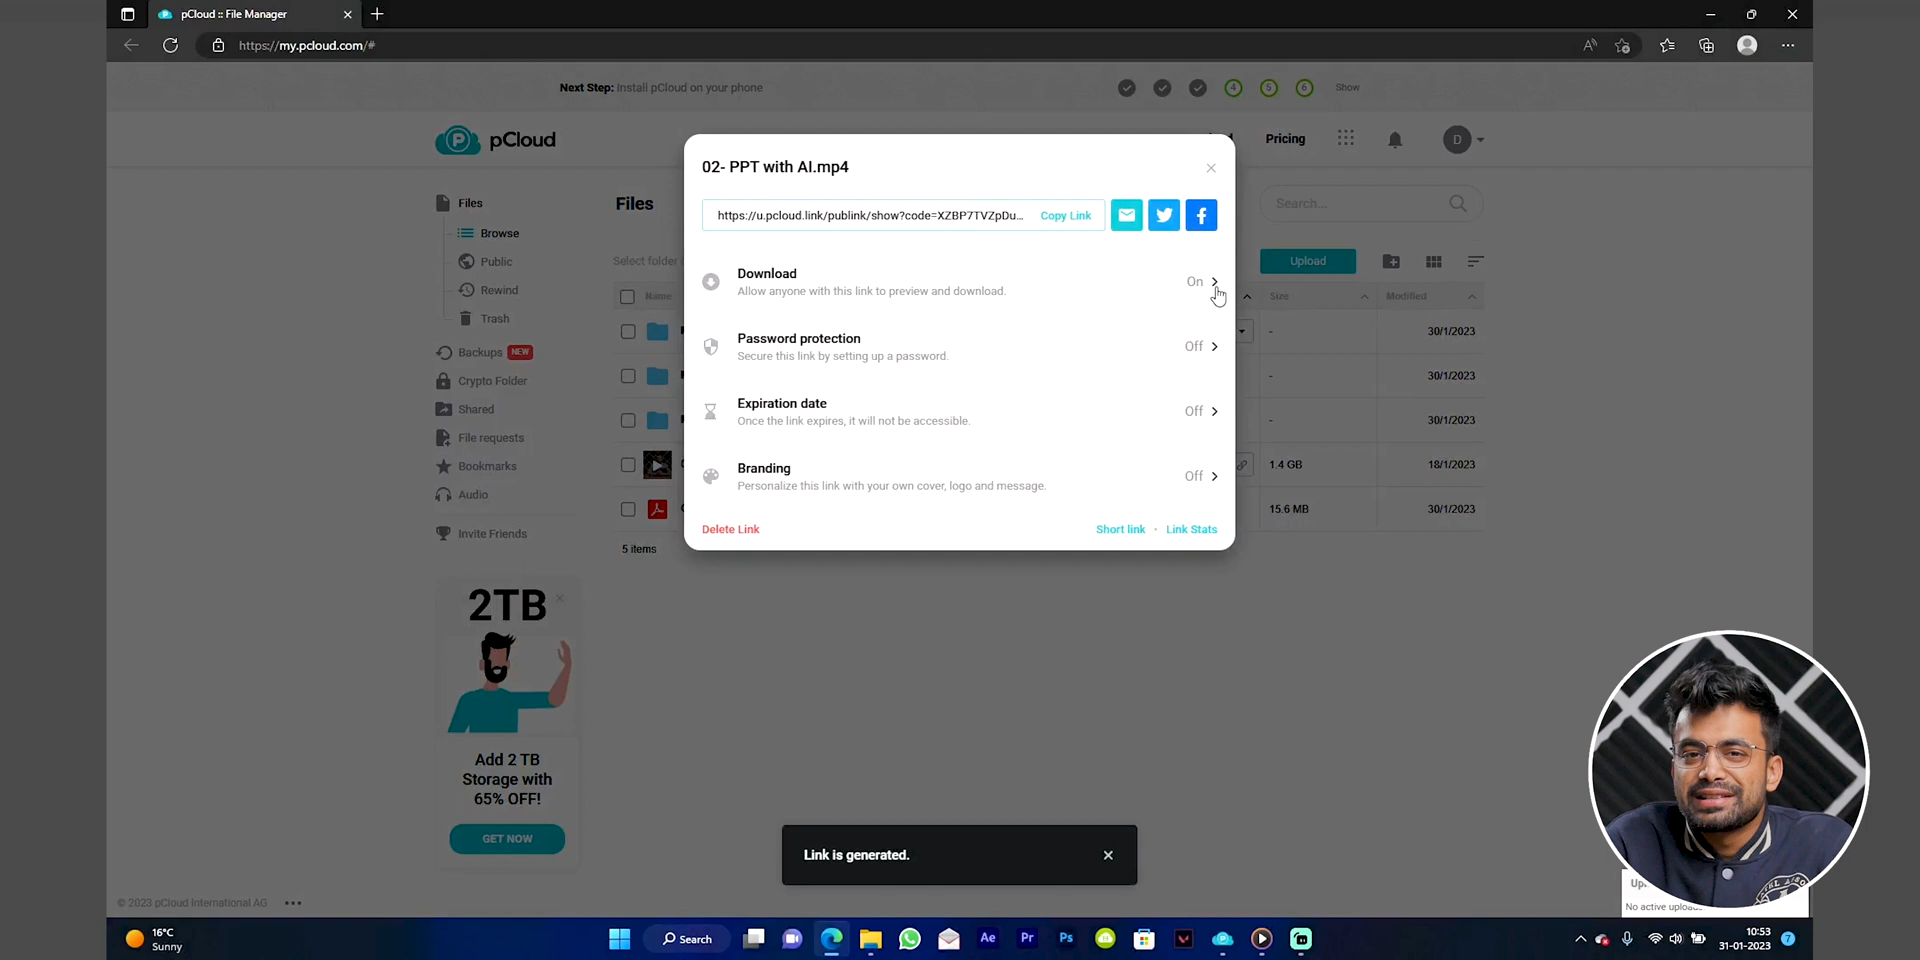 pCloud :: File Manager
https://my.pcloud.com/#
Next Step: Install pCloud on your phone
4
5
6
Show
P
pCloud
Pricing
D
02- PPT with AI.mp4
https://u.pcloud.link/publink/show?code=XZBP7TVZpDu...
Copy Link
Download
Allow anyone with this link to preview and download.
On
Password protection
Secure this link by setting up a password.
Off
Expiration date
Once the link expires, it will not be accessible.
Off
Branding
Personalize this link with your own cover, logo and message.
Off
Delete Link
Short link
Link Stats
Files
Browse
Public
Rewind
Trash
Backups NEW
Crypto Folder
Shared
File requests
Bookmarks
Audio
Invite Friends
Files
Search...
Select folder
Upload
Name
Size
Modified
- 30/1/2023
- 30/1/2023
- 30/1/2023
1.4 GB 18/1/2023
15.6 MB 30/1/2023
5 items
2TB
Add 2 TB
Storage with
65% OFF!
GET NOW
Link is generated.
© 2023 pCloud International AG
No active
16°C
Sunny
Search
Ae
Pr
Ps
10:53
31-01-2023
7